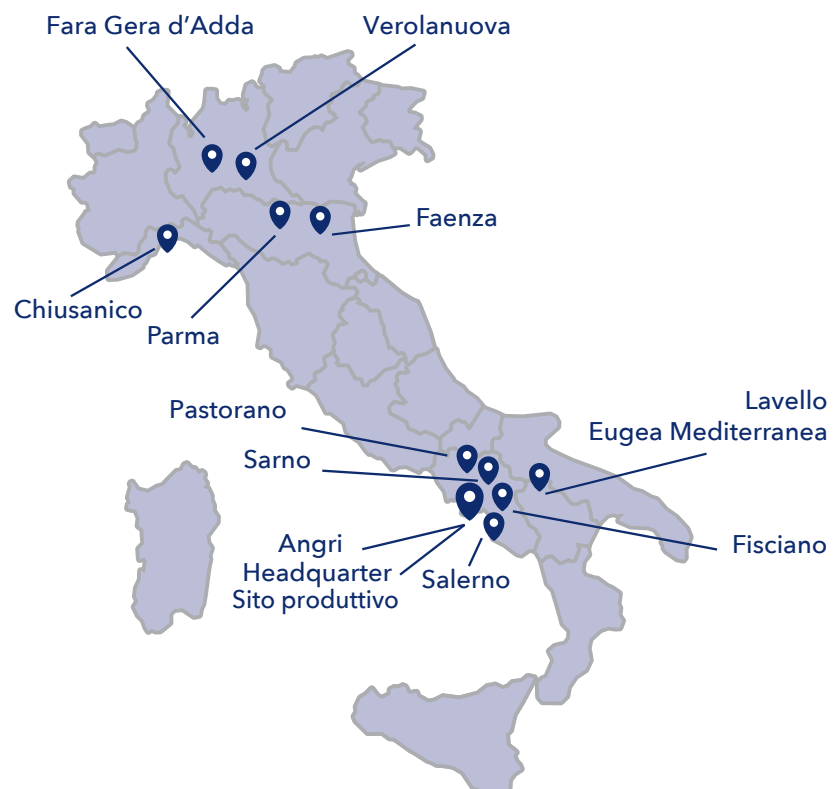 Fara Gera d’Adda
Verolanuova
Faenza
Chiusanico
Parma
Lavello
Eugea Mediterranea
Pastorano
Sarno
Angri
Headquarter
Sito produttivo
Salerno
Fisciano